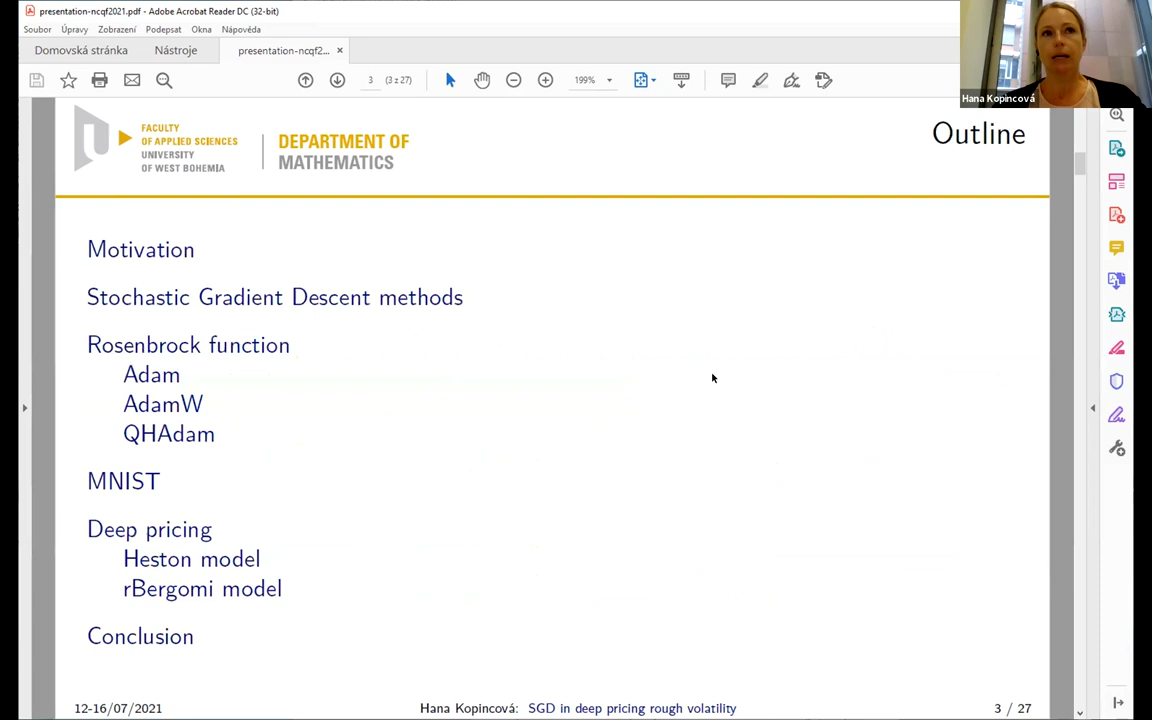 presentation-ncqf2021.pdf - Adobe Acrobat Reader DC (32-bit)
Soubor Úpravy Zobrazení Podepsat Okna Nápověda
Domovská stránka Nástroje presentation-ncqf2... ×
3 (3 z 27) 199%
Hana Kopincová
FACULTY
OF APPLIED SCIENCES
UNIVERSITY
OF WEST BOHEMIA
DEPARTMENT OF
MATHEMATICS
Outline
Motivation
Stochastic Gradient Descent methods
Rosenbrock function
Adam
AdamW
QHAdam
MNIST
Deep pricing
Heston model
rBergomi model
Conclusion
12-16/07/2021 Hana Kopincová: SGD in deep pricing rough volatility 3 / 27